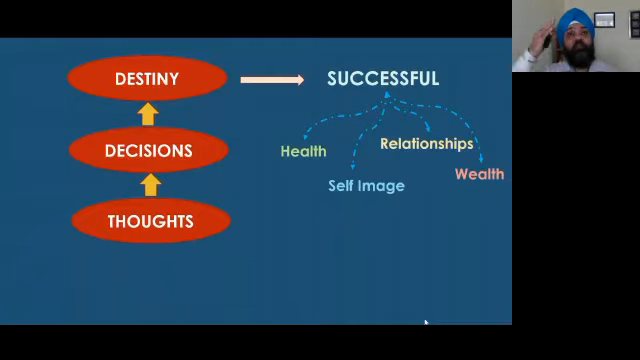 DESTINY
SUCCESSFUL
DECISIONS
Health
Relationships
Self Image
Wealth
THOUGHTS